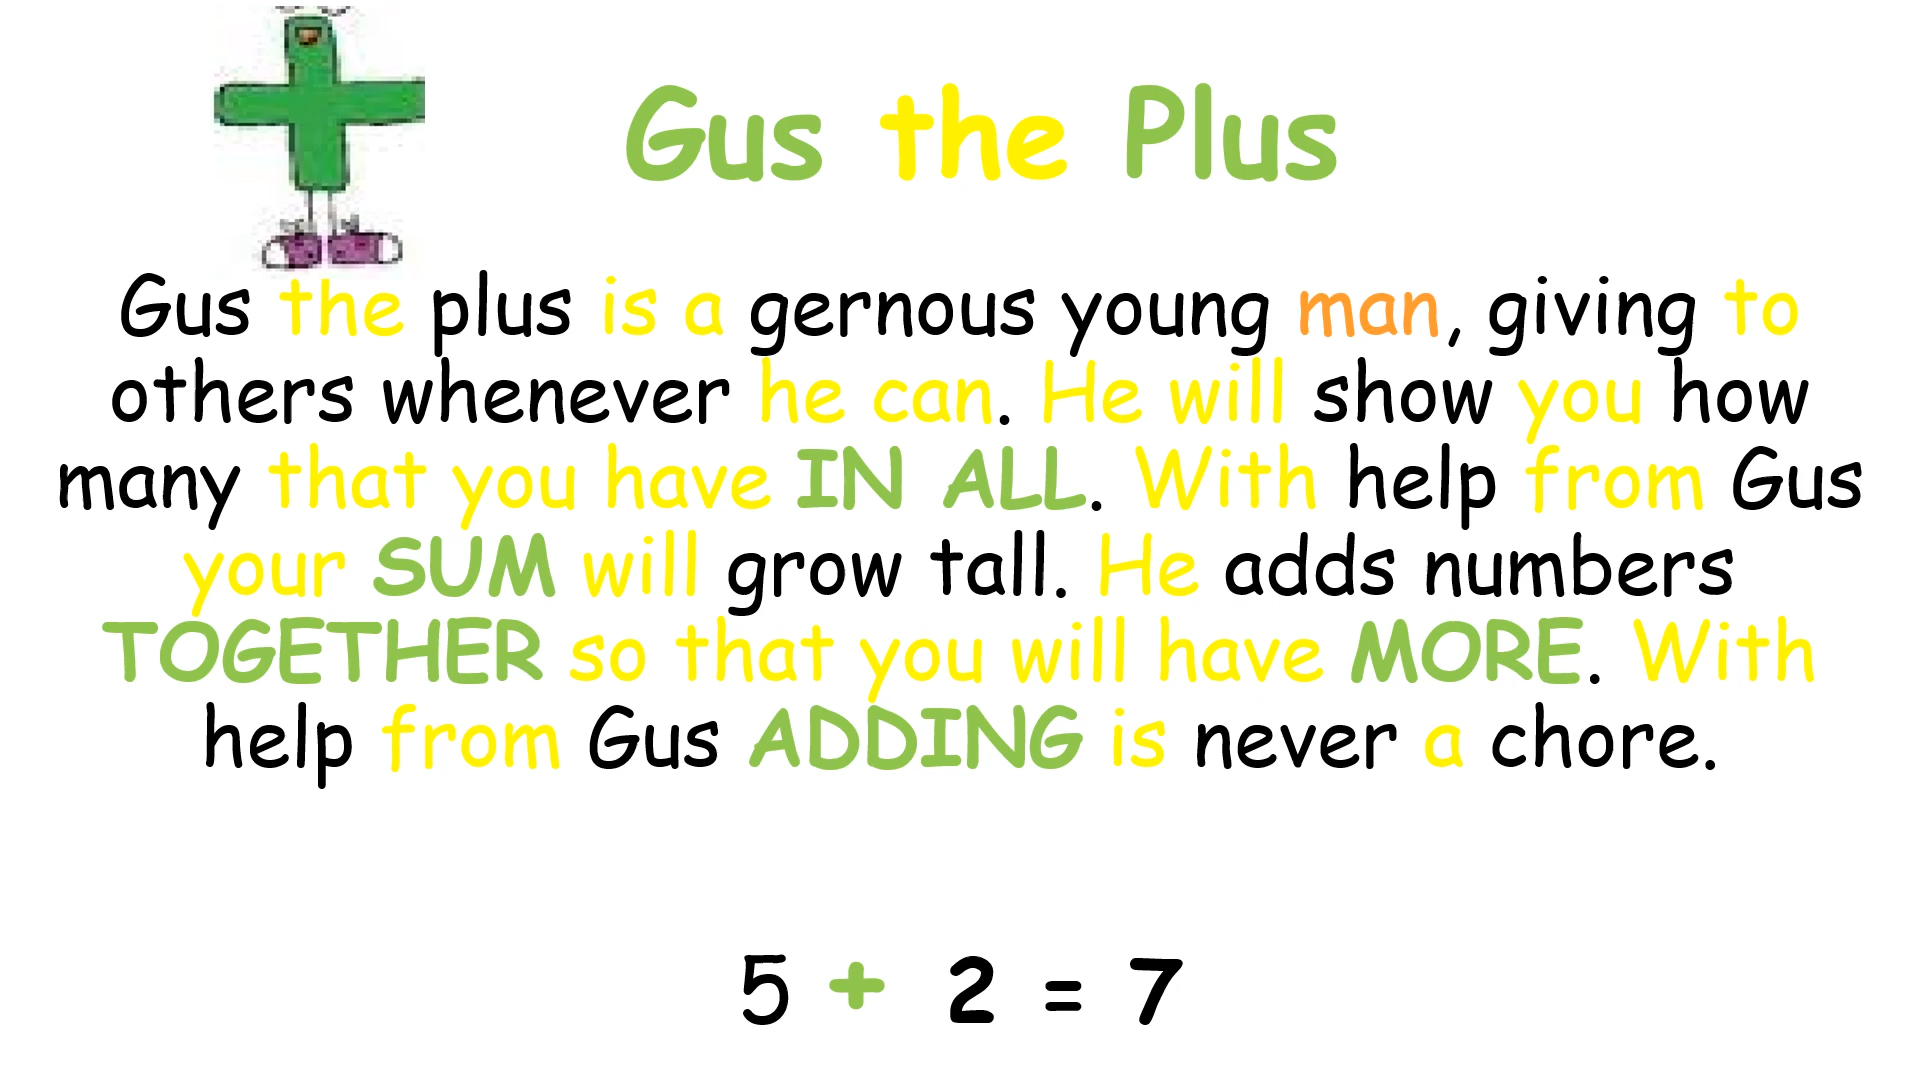 Gus the Plus
Gus the plus is a gernous young man, giving to
others whenever he can. He will show you how
many that you have IN ALL. With help from Gus
your SUM will grow tall. He adds numbers
TOGETHER so that you will have MORE. With
help from Gus ADDING is never a chore.
5 + 2 = 7